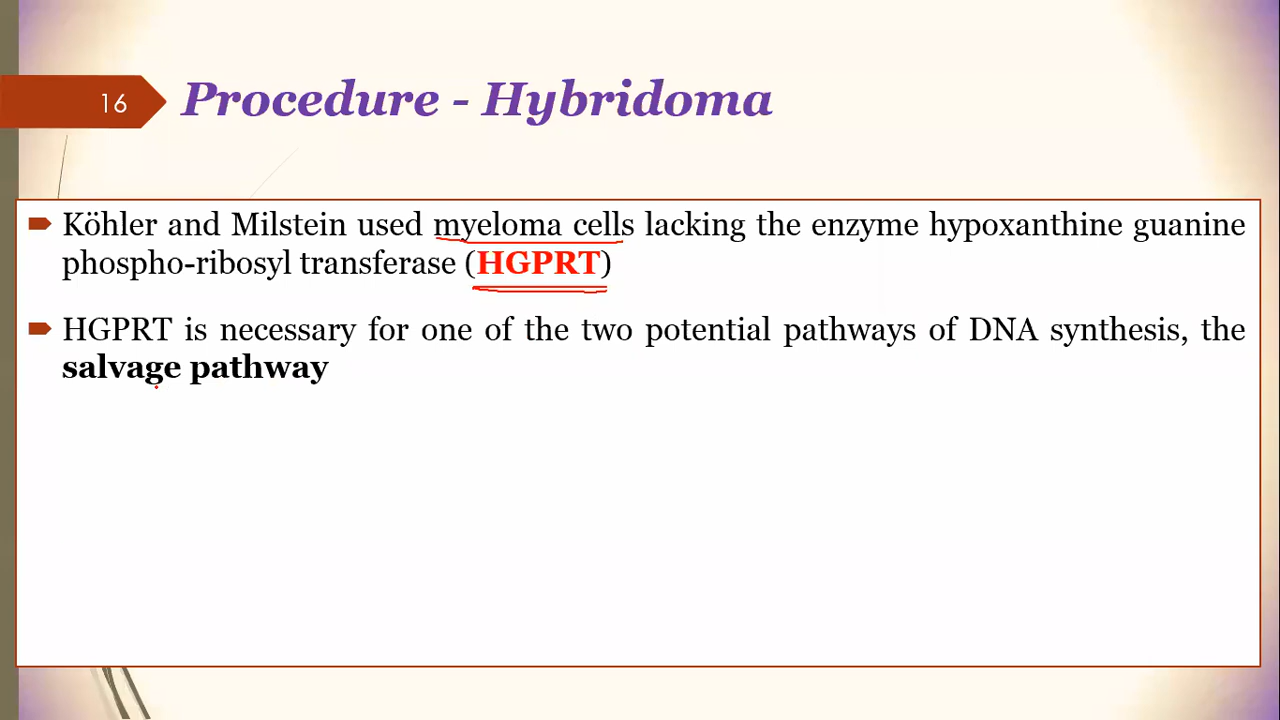 16
Procedure - Hybridoma
Köhler and Milstein used myeloma cells lacking the enzyme hypoxanthine guanine
phospho-ribosyl transferase (HGPRT)
HGPRT is necessary for one of the two potential pathways of DNA synthesis, the
salvage pathway